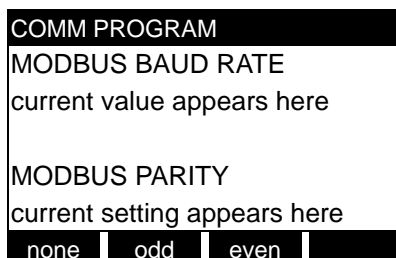 COMM PROGRAM
MODBUS BAUD RATE
current value appears here
MODBUS PARITY
current setting appears here
none odd even